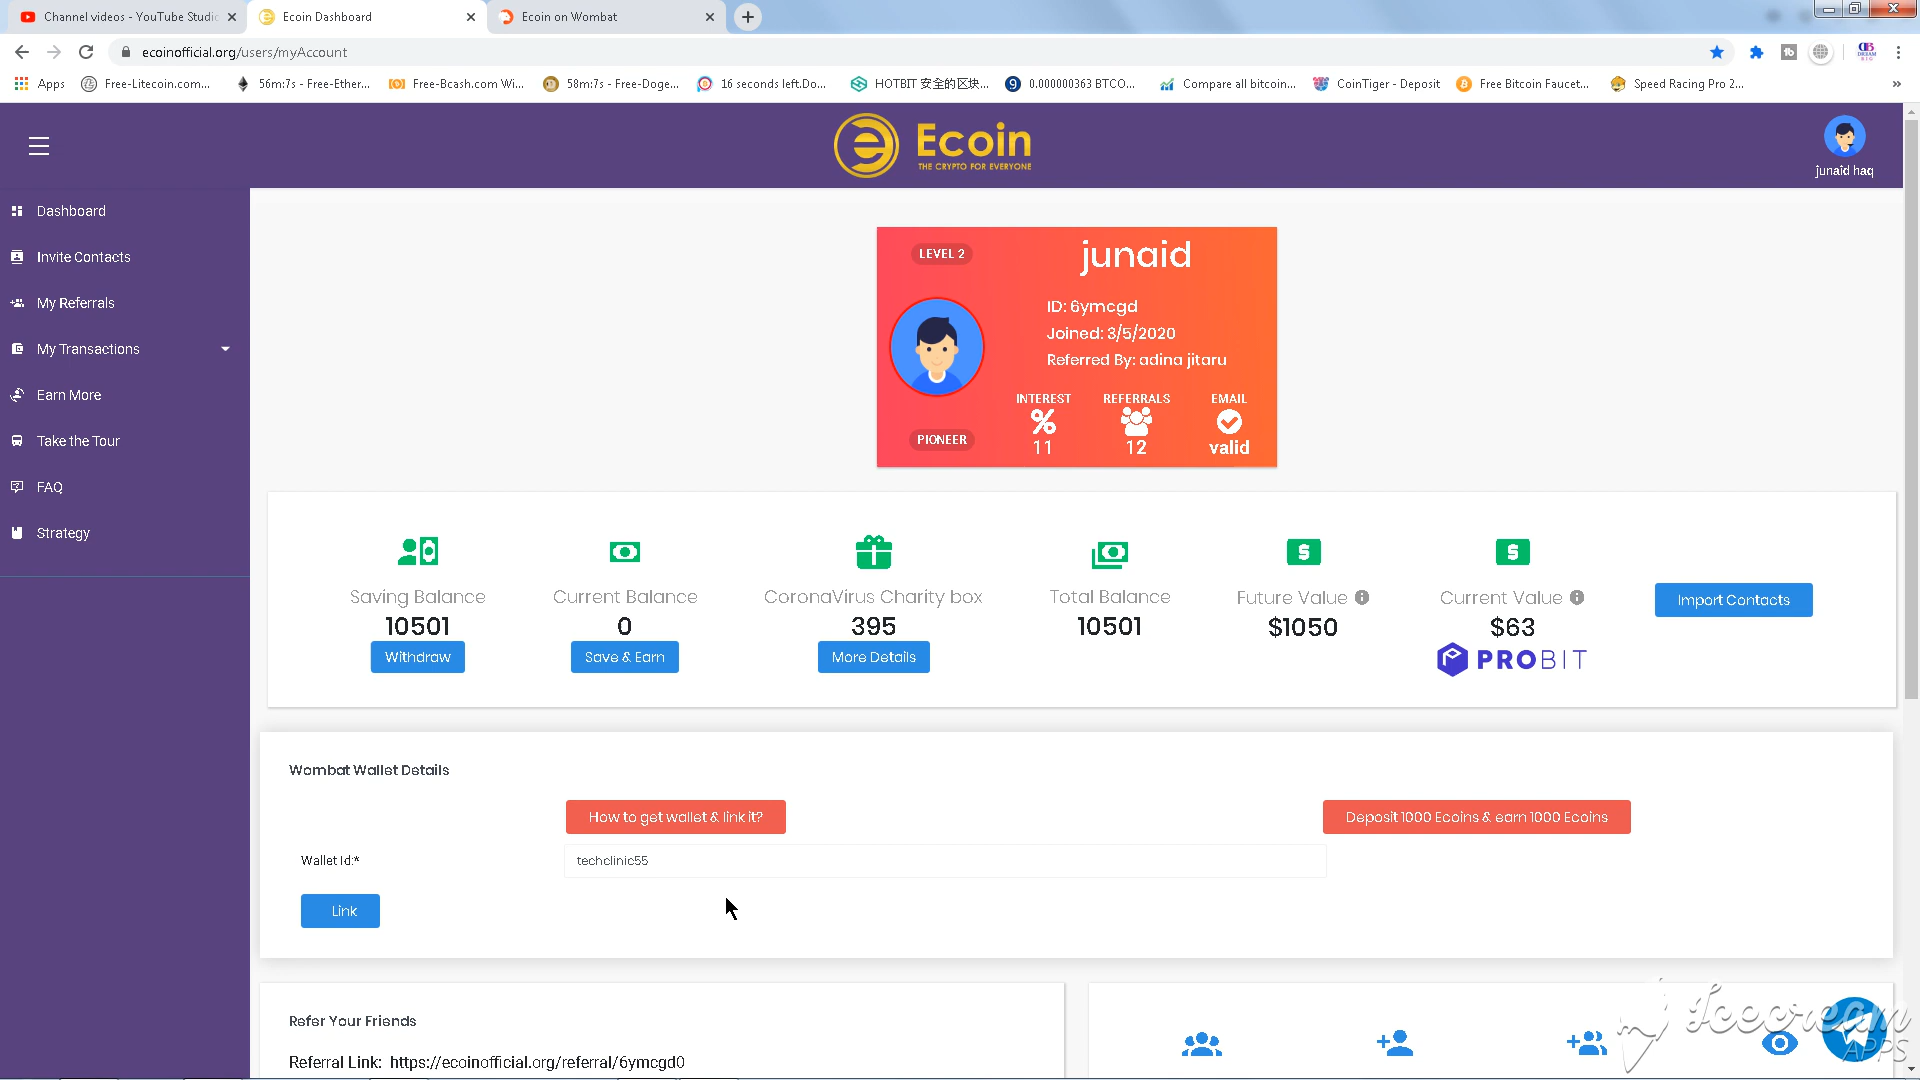 Channel videos - YouTube Studio
Ecoin Dashboard
Ecoin on Wombat
ecoinofficial.org/users/myAccount
Apps
Free-Litecoin.com...
56m:7s - Free-Ether...
Free-Bcash.com Wi...
58m:7s - Free-Doge...
16 seconds left.Do...
HOTBIT 安全的区块...
0.000000363 BTCO...
Compare all bitcoin...
CoinTiger - Deposit
Free Bitcoin Faucet...
Speed Racing Pro 2...
Ecoin
THE CRYPTO FOR EVERYONE
junaid haq
Dashboard
Invite Contacts
My Referrals
My Transactions
Earn More
Take the Tour
FAQ
Strategy
LEVEL 2
junaid
ID: 6ymcgd
Joined: 3/5/2020
Referred By: adina jitaru
INTEREST
REFERRALS
EMAIL
11
12
valid
PIONEER
Saving Balance
10501
Withdraw
Current Balance
0
Save & Earn
CoronaVirus Charity box
395
More Details
Total Balance
10501
Future Value
$1050
Current Value
$63
PROBIT
Import Contacts
Wombat Wallet Details
How to get wallet & link it?
Deposit 1000 Ecoins & earn 1000 Ecoins
Wallet Id:*
techclinic55
Link
Refer Your Friends
Referral Link: https://ecoinofficial.org/referral/6ymcgd0
Icecream
APPS